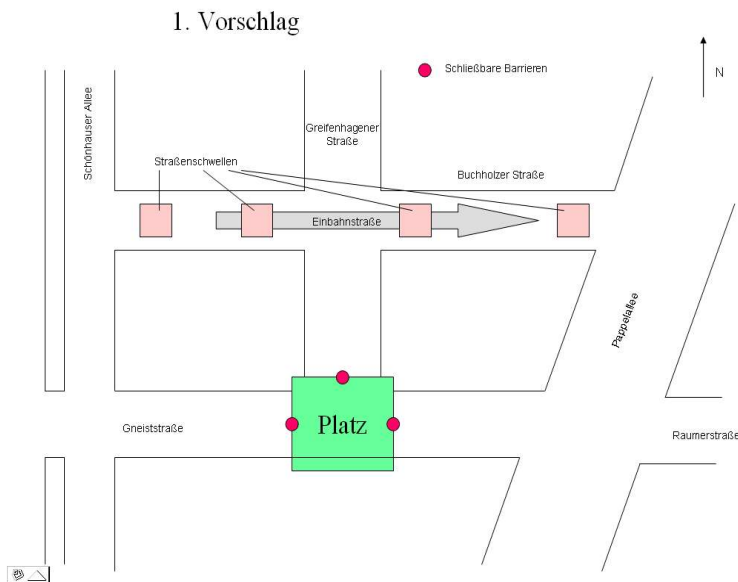 1. Vorschlag
Schließbare Barrieren
N
Schönhauser Allee
Greifenhagener
Straße
Straßenschwellen
Buchholzer Straße
Einbahnstraße
Pappelallee
Gneiststraße
Platz
Raumerstraße